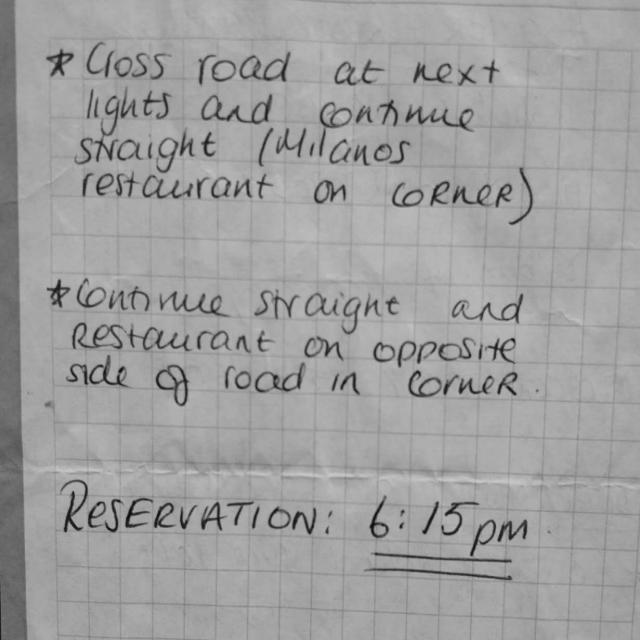 * Cross road at next
lights and continue
straight (Milanos
restaurant on CORNER)
* Continue straight and
Restaurant on opposite
side of road in corner.
RESERVATION: 6:15pm.